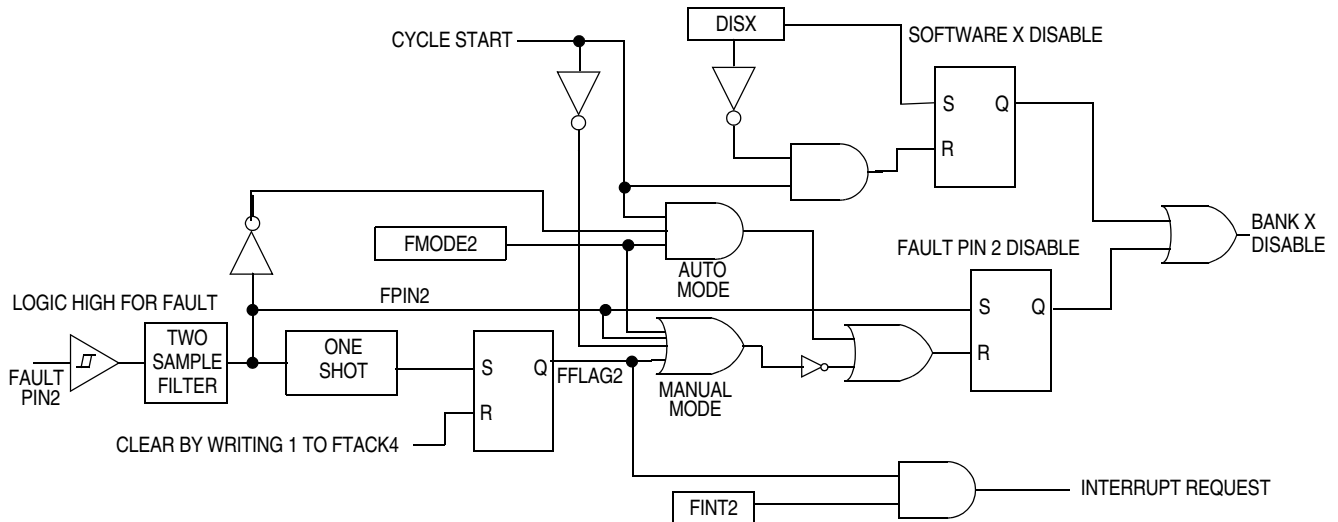 DISX
CYCLE START
SOFTWARE X DISABLE
S
Q
R
FMODE2
AUTO
MODE
FAULT PIN 2 DISABLE
BANK X
DISABLE
LOGIC HIGH FOR FAULT
FPIN2
S
Q
R
TWO
SAMPLE
FILTER
ONE
SHOT
FAULT
PIN2
S
Q
R
FFLAG2
MANUAL
MODE
CLEAR BY WRITING 1 TO FTACK4
FINT2
INTERRUPT REQUEST